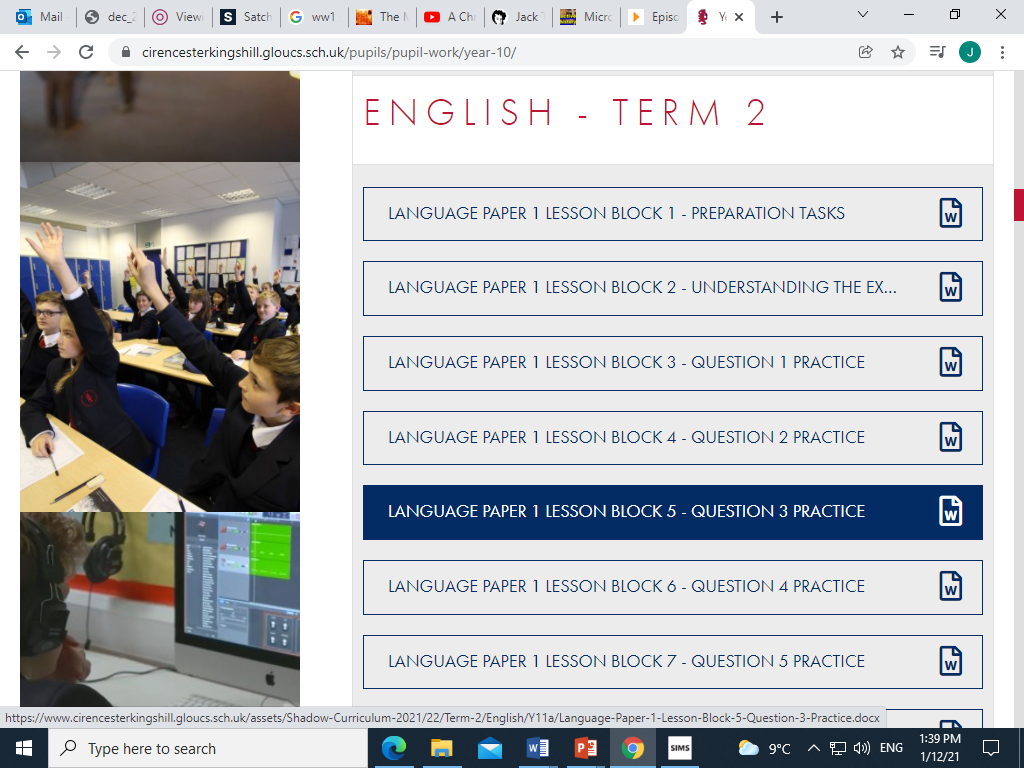 Mail
dec_2
View
Satch
ww1
The M
A Cha
Jack T
Micro
Episo
Yo
cirencesterkingshill.gloucs.sch.uk/pupils/pupil-work/year-10/
J
ENGLISH - TERM 2
LANGUAGE PAPER 1 LESSON BLOCK 1 - PREPARATION TASKS
LANGUAGE PAPER 1 LESSON BLOCK 2 - UNDERSTANDING THE EX...
LANGUAGE PAPER 1 LESSON BLOCK 3 - QUESTION 1 PRACTICE
LANGUAGE PAPER 1 LESSON BLOCK 4 - QUESTION 2 PRACTICE
LANGUAGE PAPER 1 LESSON BLOCK 5 - QUESTION 3 PRACTICE
LANGUAGE PAPER 1 LESSON BLOCK 6 - QUESTION 4 PRACTICE
LANGUAGE PAPER 1 LESSON BLOCK 7 - QUESTION 5 PRACTICE
https://www.cirencesterkingshill.gloucs.sch.uk/assets/Shadow-Curriculum-2021/22/Term-2/English/Y11a/Language-Paper-1-Lesson-Block-5-Question-3-Practice.docx
Type here to search
SIMS
9°C
ENG
1:39 PM
1/12/21